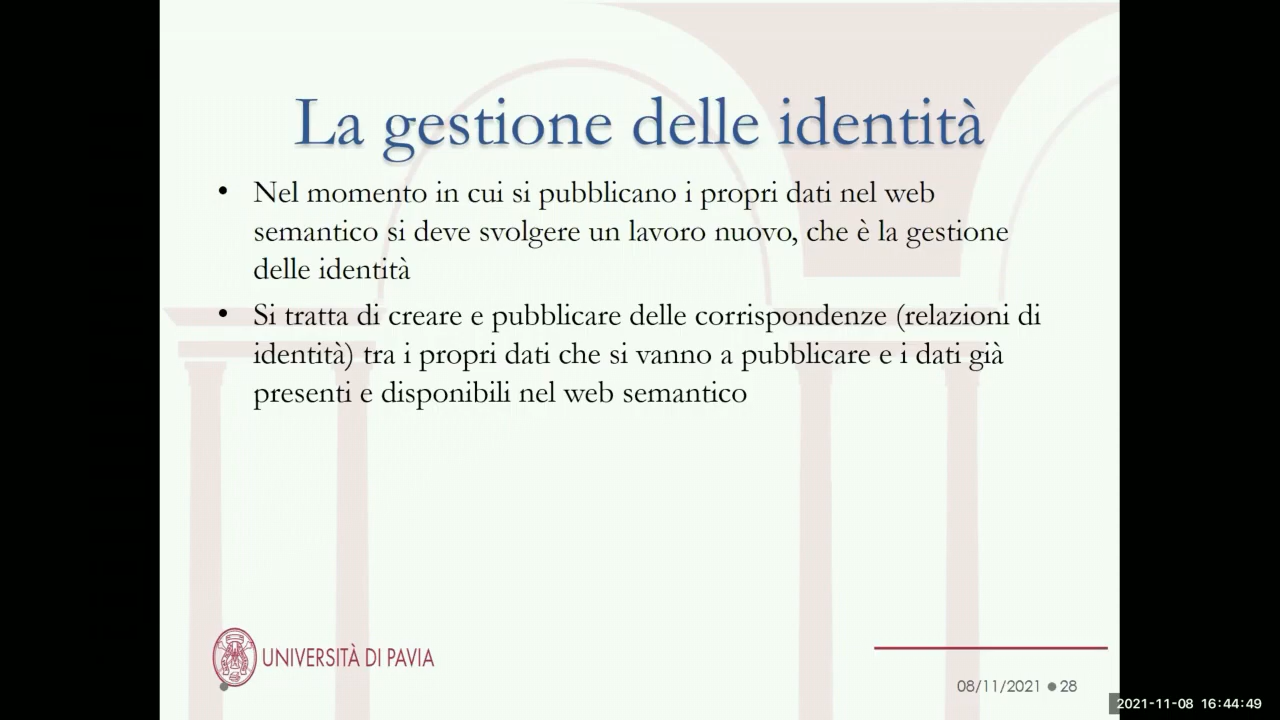 La gestione delle identità
• Nel momento in cui si pubblicano i propri dati nel web
semantico si deve svolgere un lavoro nuovo, che è la gestione
delle identità
• Si tratta di creare e pubblicare delle corrispondenze (relazioni di
identità) tra i propri dati che si vanno a pubblicare e i dati già
presenti e disponibili nel web semantico
UNIVERSITÀ DI PAVIA
08/11/2021 ● 28
2021-11-08 16:44:49